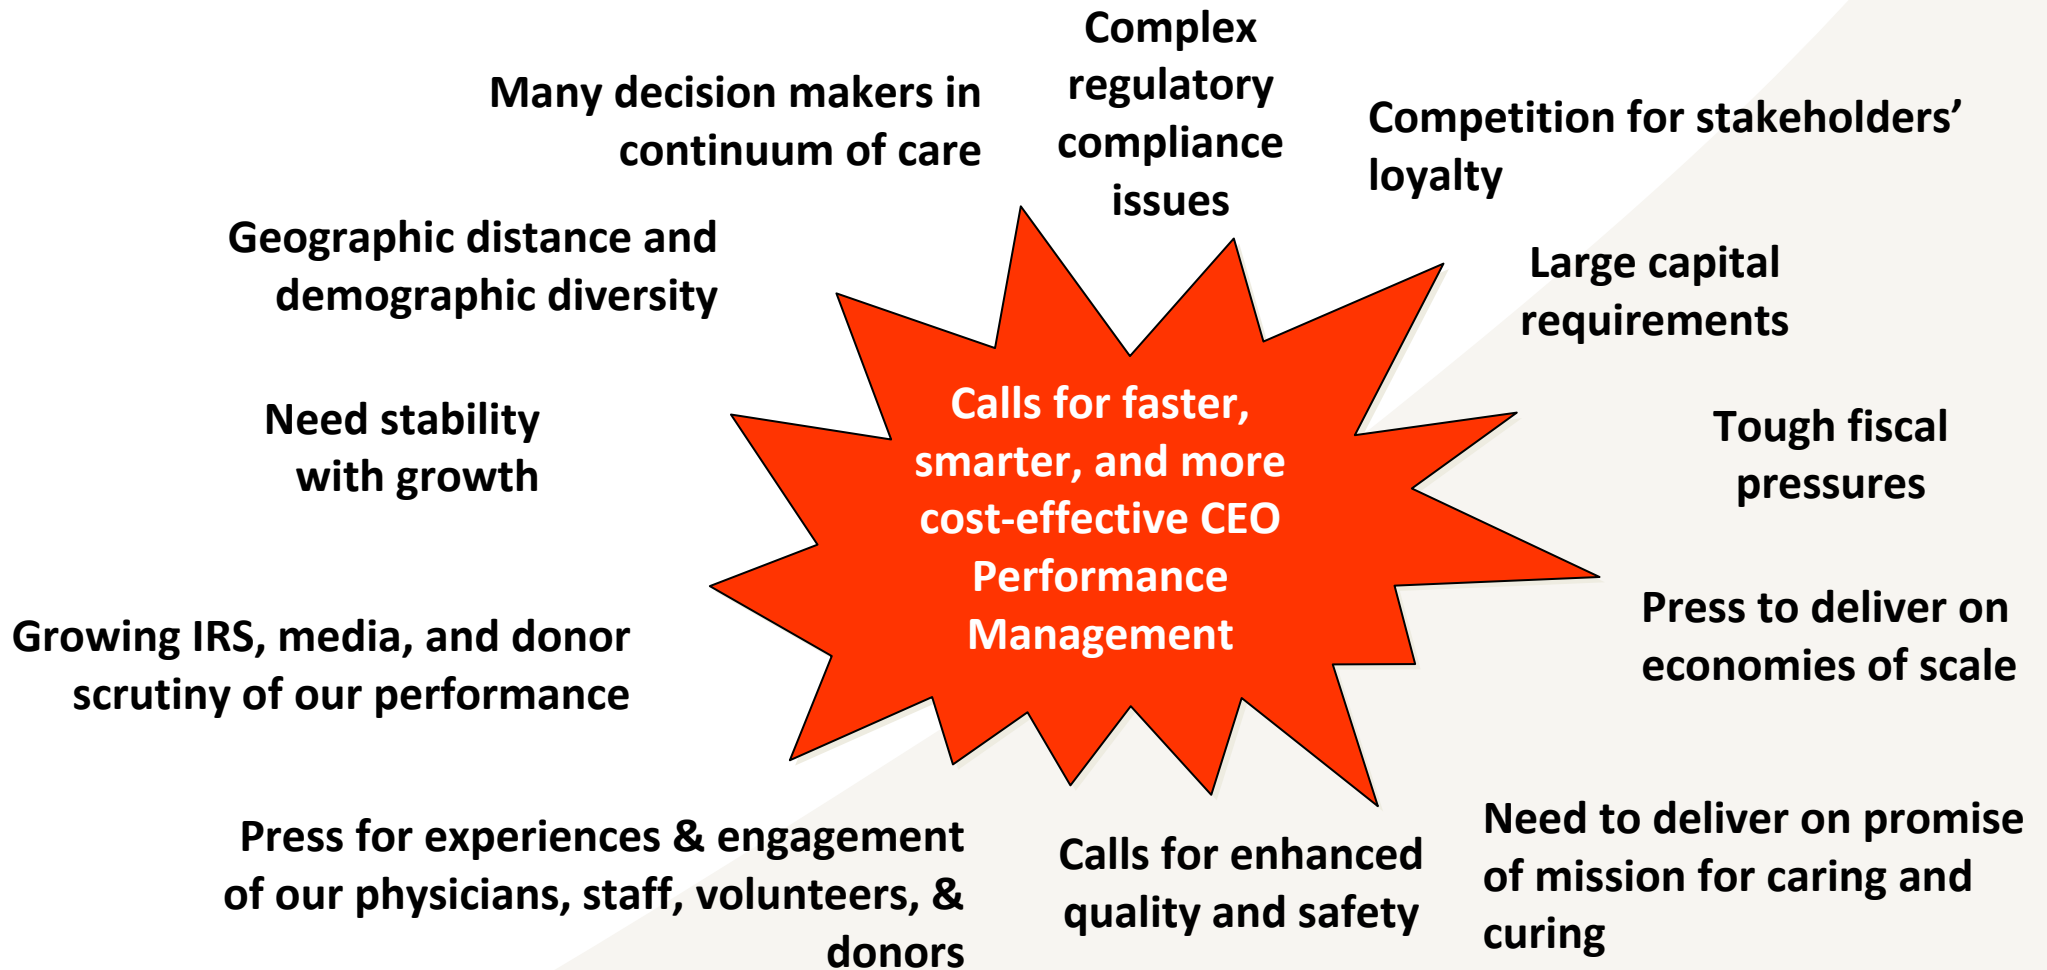 Complex
regulatory
compliance
issues
Many decision makers in
continuum of care
Competition for stakeholders’
loyalty
Geographic distance and
demographic diversity
Large capital
requirements
Need stability
with growth
Calls for faster,
smarter, and more
cost-effective CEO
Performance
Management
Tough fiscal
pressures
Growing IRS, media, and donor
scrutiny of our performance
Press to deliver on
economies of scale
Press for experiences & engagement
of our physicians, staff, volunteers, &
donors
Calls for enhanced
quality and safety
Need to deliver on promise
of mission for caring and
curing